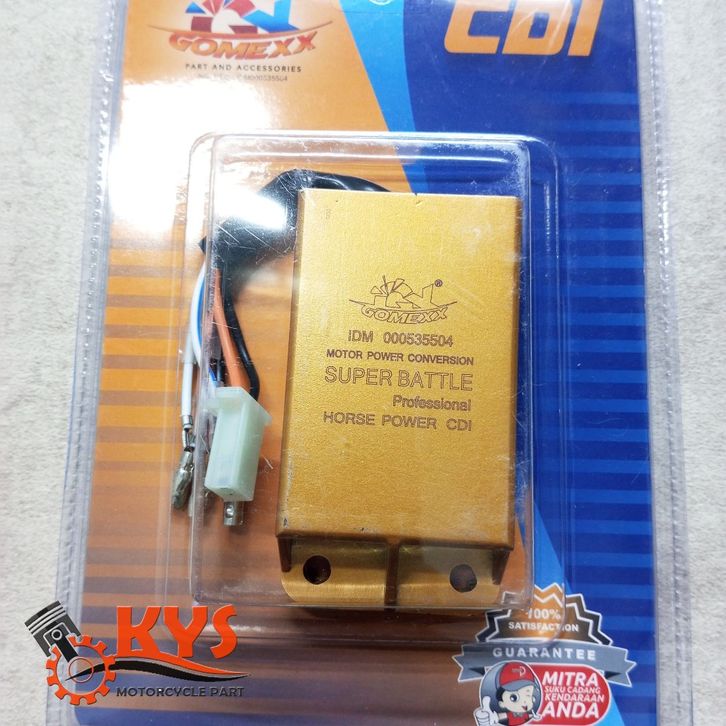 GOMEXX
CDI
PART AND ACCESSORIES
GOMEXX
IDM 000535504
MOTOR POWER CONVERSION
SUPER BATTLE
Professional
HORSE POWER CDI
KYS
MOTORCYCLE PART
100%
SATISFACTION
GUARANTEE
MITRA
SUKU CADANG
KENDARAAN
ANDA